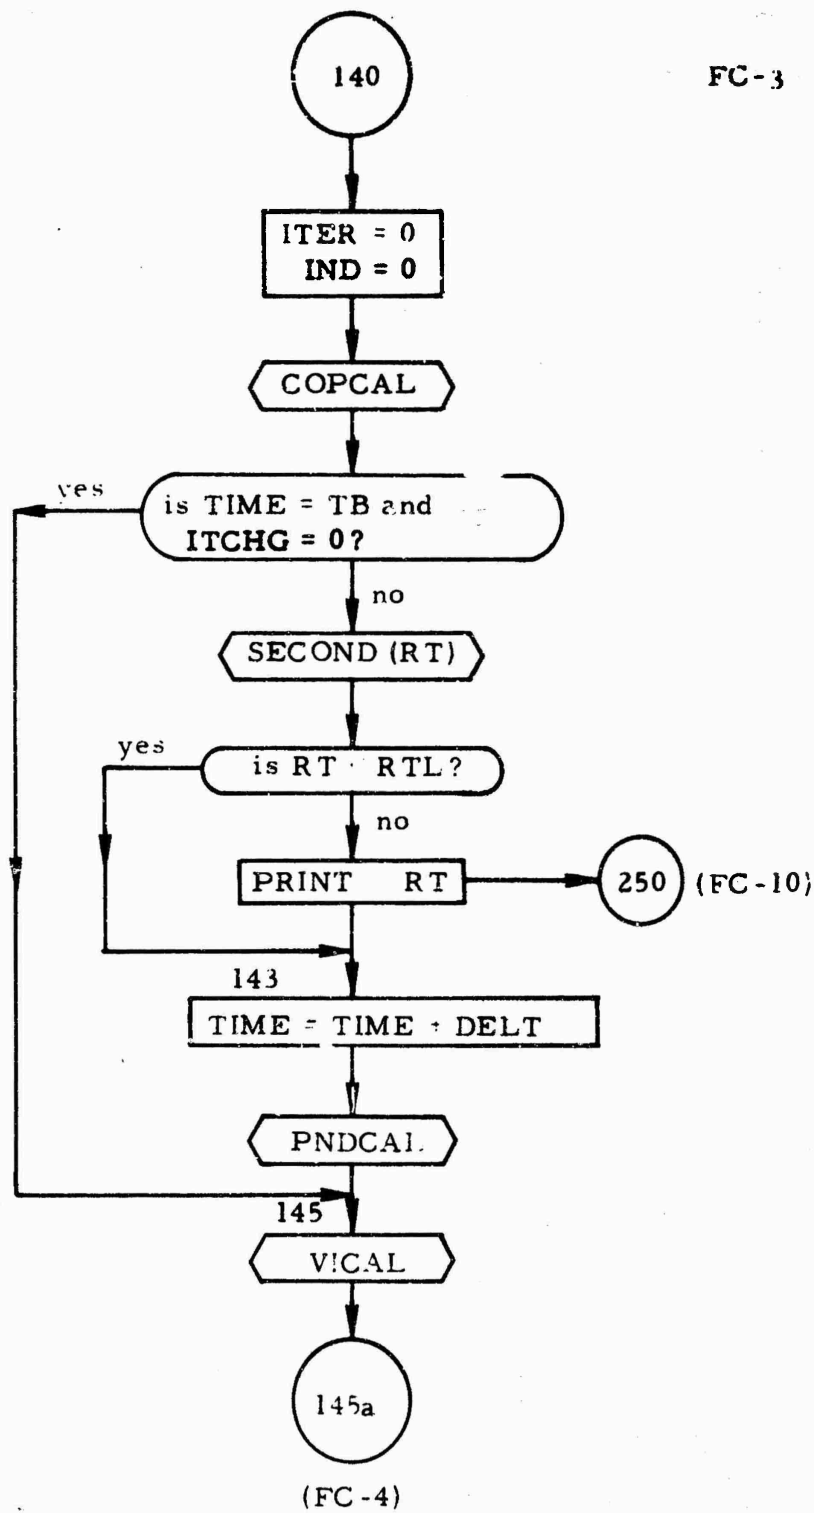 FC-3
140
ITER = 0
IND = 0
COPCAL
yes
is TIME = TB and
ITCHG = 0?
no
SECOND (RT)
yes
is RT RTL?
no
PRINT RT
250
(FC-10)
143
TIME = TIME + DELT
PNDCAL
145
VICAL
145a
(FC-4)